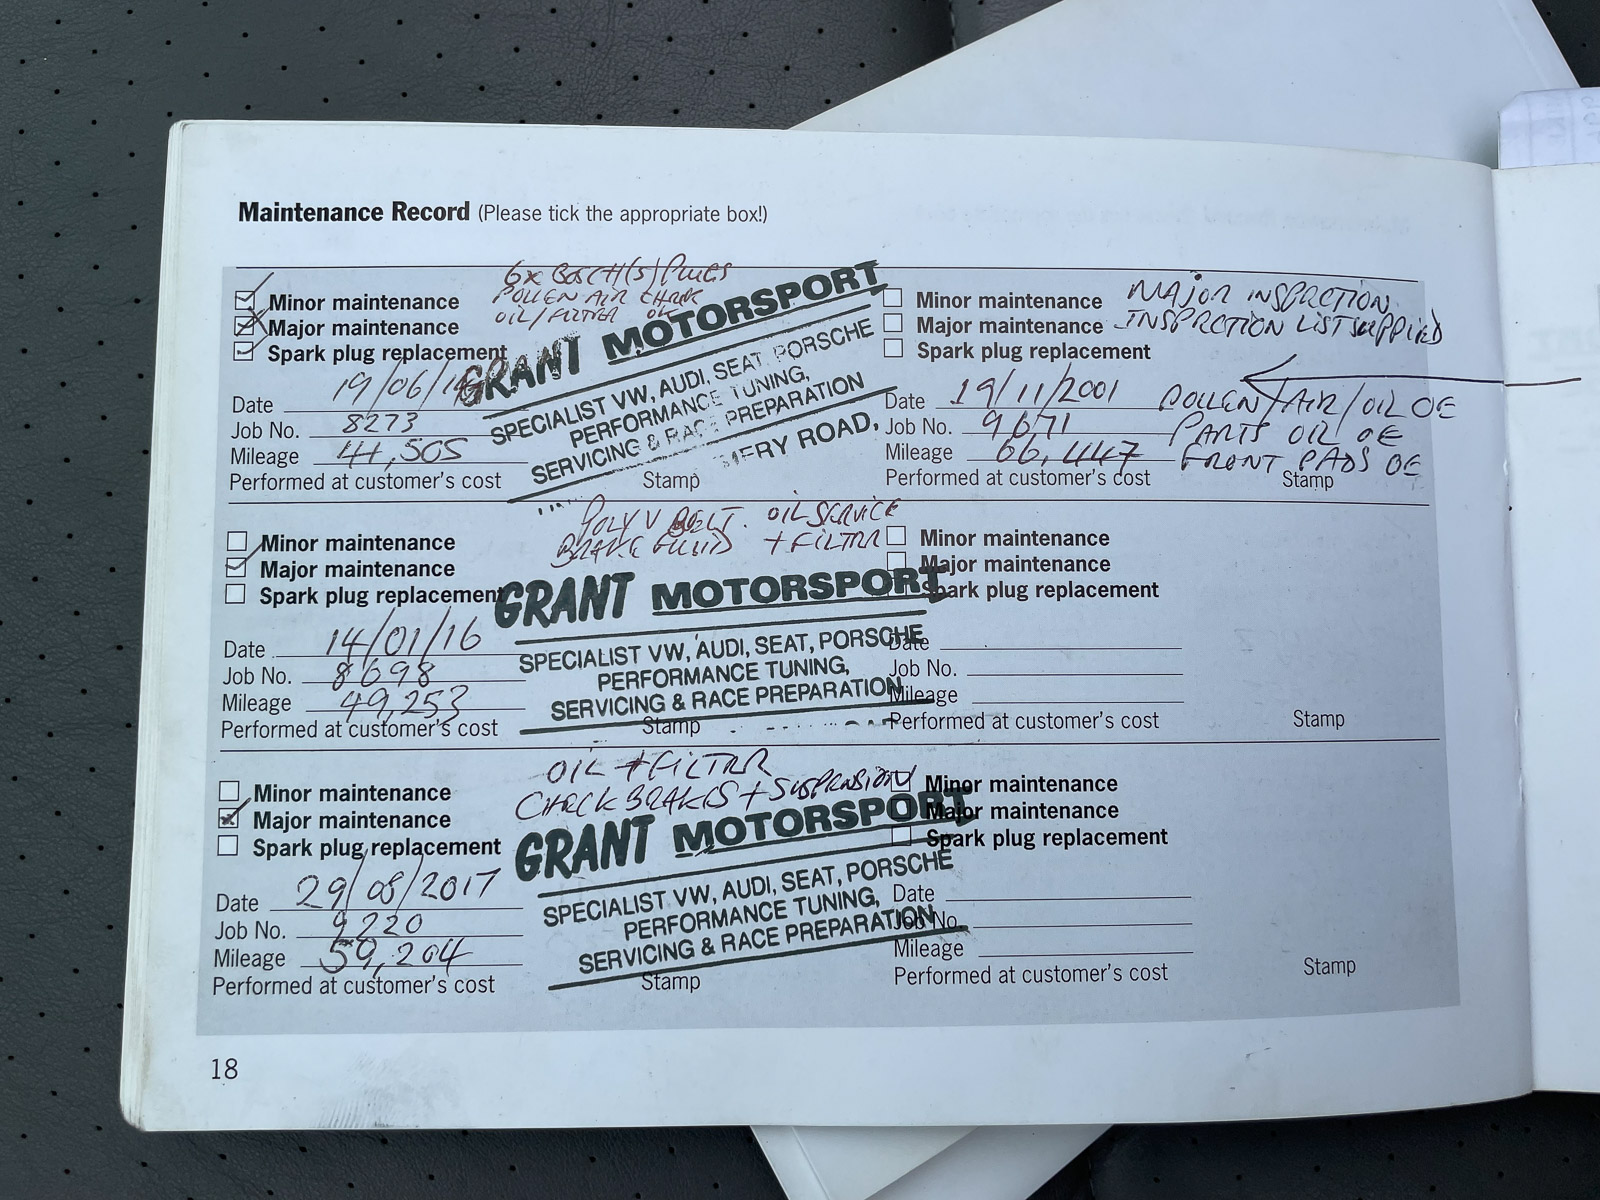 Maintenance Record (Please tick the appropriate box!)
6x BOSCH(S) PLUGS
POLLEN AIR CHECK
OIL/FILTER OK
Minor maintenance
Major maintenance
Spark plug replacement
GRANT MOTORSPORT
SPECIALIST VW, AUDI, SEAT, PORSCHE
PERFORMANCE TUNING,
SERVICING & RACE PREPARATION
ROAD,
Date 19/06/
Job No. 8273
Mileage 41,505
Performed at customer's cost
Stamp
Minor maintenance
Major maintenance
Spark plug replacement
MAJOR INSPECTION
INSPECTION LIST SUPPLIED
Date 19/11/2001
Job No. 9671
Mileage 66,447
Performed at customer's cost
POLLEN/AIR/OIL OE
PARTS OIL OE
FRONT PADS OE
Stamp
POLY V BELT. OIL SERVICE
BRAKE FLUID + FILTER
Minor maintenance
Major maintenance
Spark plug replacement
GRANT MOTORSPORT
SPECIALIST VW, AUDI, SEAT, PORSCHE
PERFORMANCE TUNING,
SERVICING & RACE PREPARATION
Date 14/01/16
Job No. 8698
Mileage 49,253
Performed at customer's cost
Stamp
Minor maintenance
Major maintenance
Spark plug replacement
Date
Job No.
Mileage
Performed at customer's cost
Stamp
OIL + FILTER
CHECK BRAKES + SUSPENSION
Minor maintenance
Major maintenance
Spark plug replacement
GRANT MOTORSPORT
SPECIALIST VW, AUDI, SEAT, PORSCHE
PERFORMANCE TUNING,
SERVICING & RACE PREPARATION
Date 29/08/2017
Job No. 9220
Mileage 59,204
Performed at customer's cost
Stamp
Minor maintenance
Major maintenance
Spark plug replacement
Date
Job No.
Mileage
Performed at customer's cost
Stamp
18